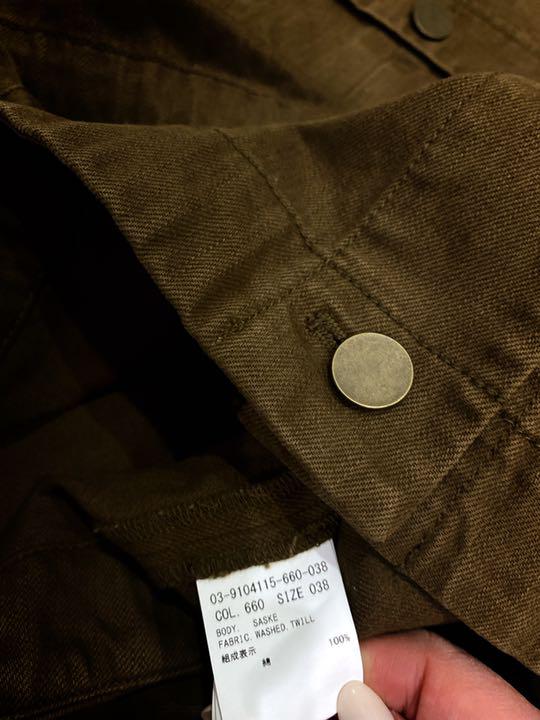 03-9104115-660-038
COL. 660 SIZE 038
BODY. SASKE
FABRIC. WASHED. TWILL
組成表示 100%
綿